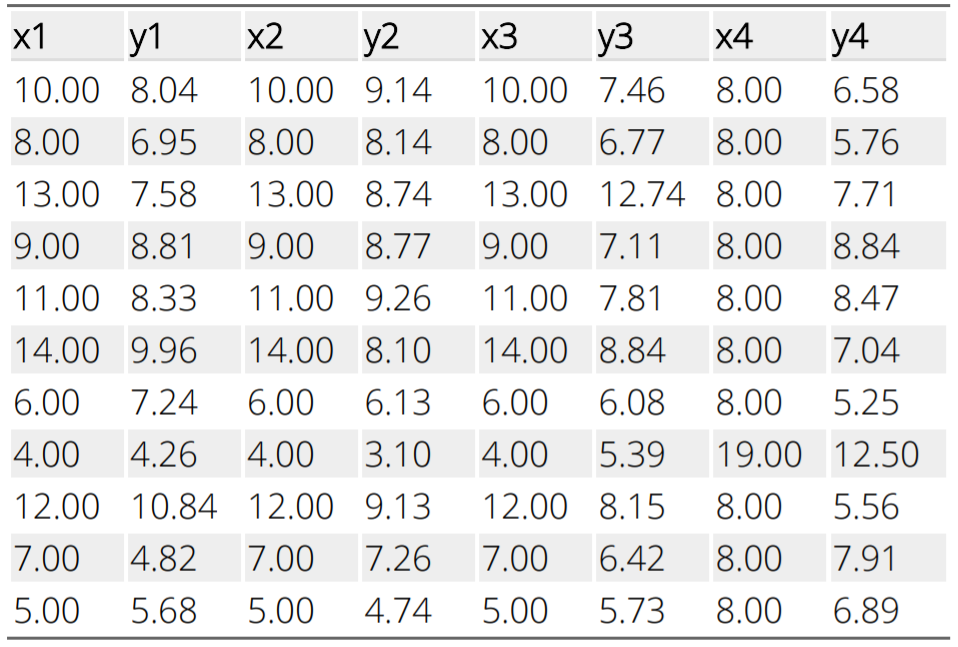 x1 y1 x2 y2 x3 y3 x4 y4
10.00 8.04 10.00 9.14 10.00 7.46 8.00 6.58
8.00 6.95 8.00 8.14 8.00 6.77 8.00 5.76
13.00 7.58 13.00 8.74 13.00 12.74 8.00 7.71
9.00 8.81 9.00 8.77 9.00 7.11 8.00 8.84
11.00 8.33 11.00 9.26 11.00 7.81 8.00 8.47
14.00 9.96 14.00 8.10 14.00 8.84 8.00 7.04
6.00 7.24 6.00 6.13 6.00 6.08 8.00 5.25
4.00 4.26 4.00 3.10 4.00 5.39 19.00 12.50
12.00 10.84 12.00 9.13 12.00 8.15 8.00 5.56
7.00 4.82 7.00 7.26 7.00 6.42 8.00 7.91
5.00 5.68 5.00 4.74 5.00 5.73 8.00 6.89